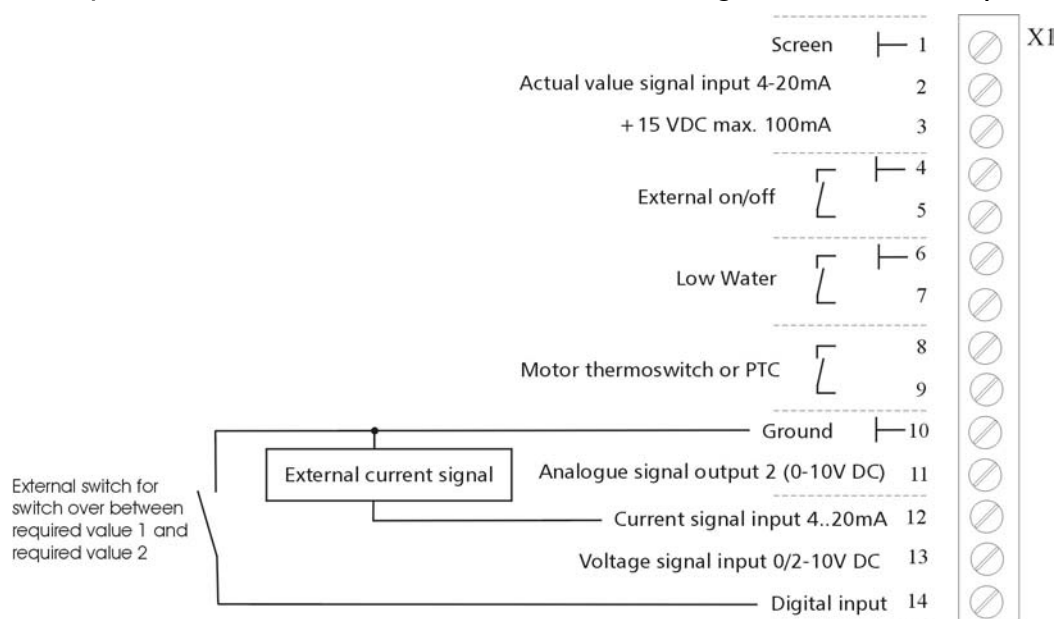 X1
Screen 1
Actual value signal input 4-20mA 2
+15 VDC max. 100mA 3
4
External on/off
5
6
Low Water
7
8
Motor thermoswitch or PTC
9
Ground 10
External current signal
Analogue signal output 2 (0-10V DC) 11
External switch for
switch over between
required value 1 and
required value 2
Current signal input 4..20mA 12
Voltage signal input 0/2-10V DC 13
Digital input 14